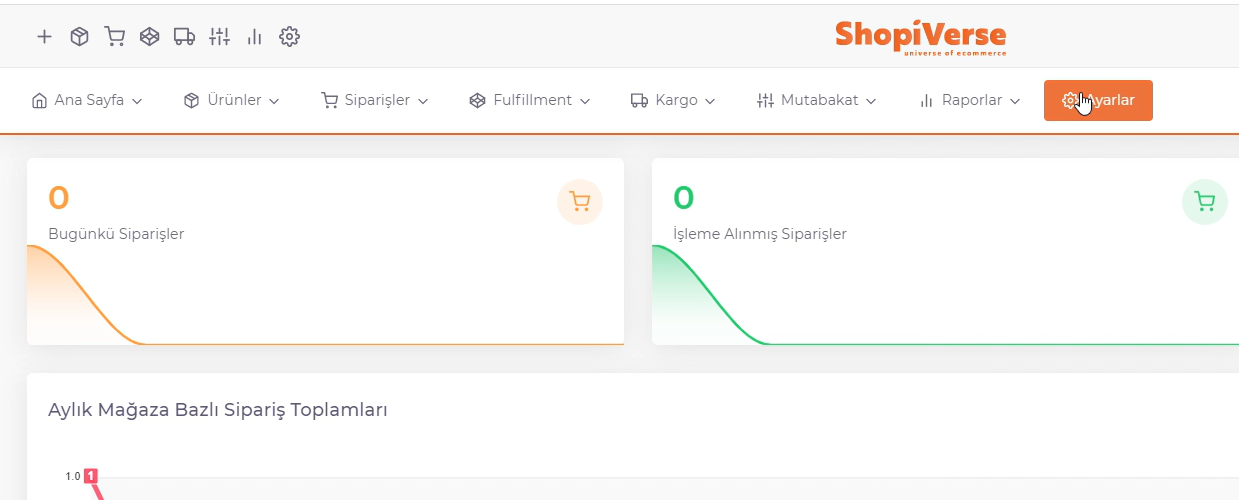 ShopiVerse
universe of ecommerce
Ana Sayfa Ürünler Siparişler Fulfillment Kargo Mutabakat Raporlar Ayarlar
0 0
Bugünkü Siparişler İşleme Alınmış Siparişler
Aylık Mağaza Bazlı Sipariş Toplamları
1.0 1